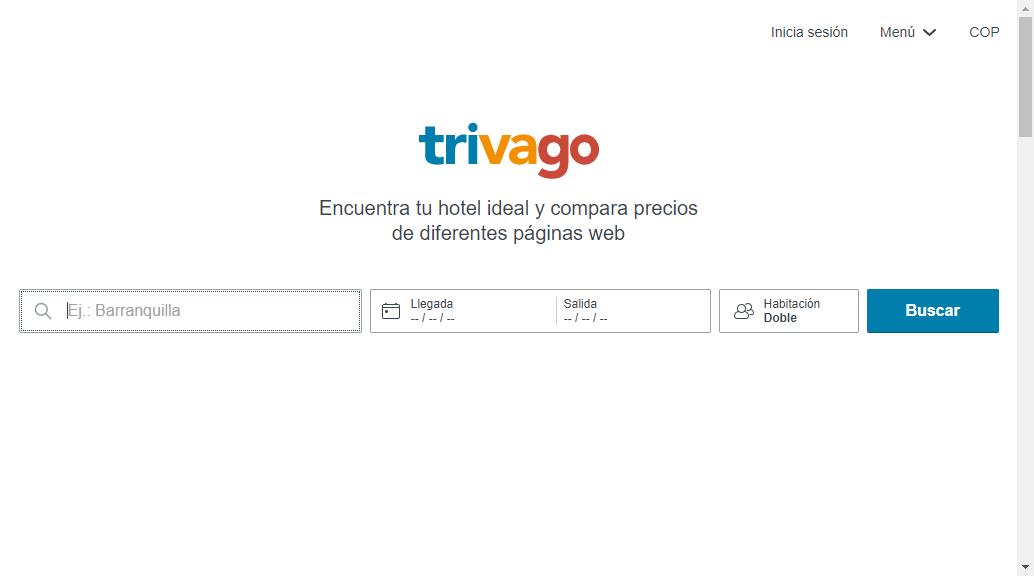 Inicia sesión
Menú
COP
trivago
Encuentra tu hotel ideal y compara precios
de diferentes páginas web
Ej.: Barranquilla
Llegada
-- / -- / --
Salida
-- / -- / --
Habitación
Doble
Buscar